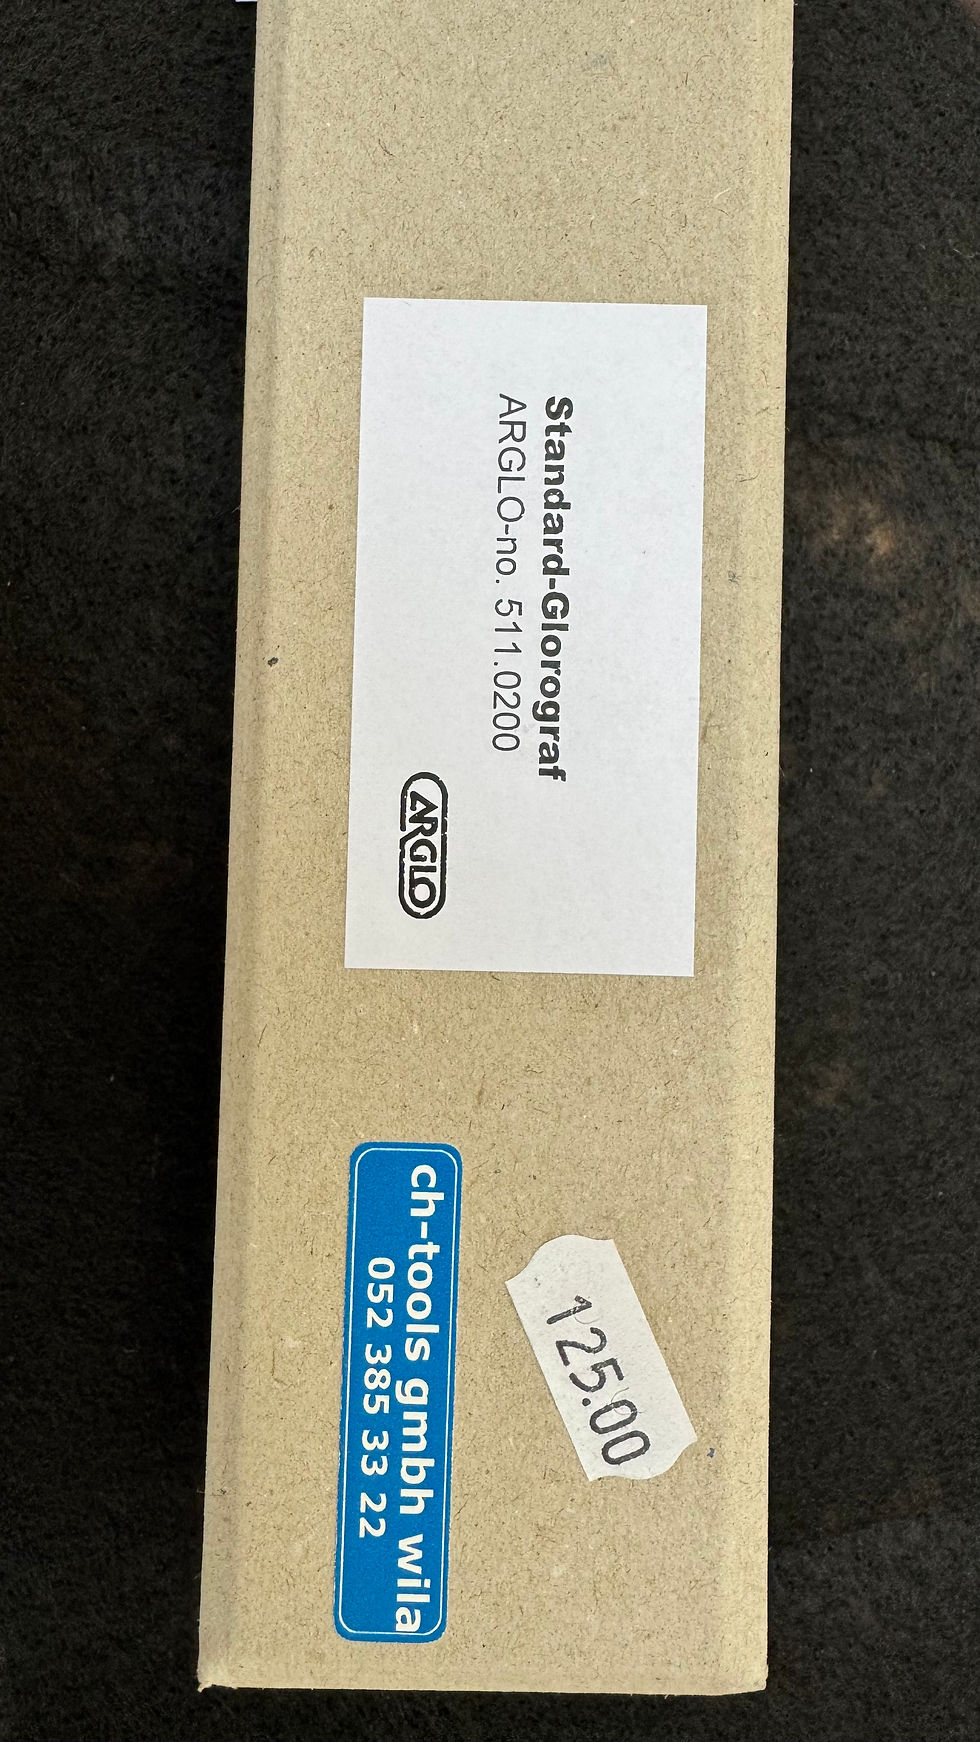 Standard-Glorograf
ARGLO-no. 511.0200
ARGLO
ch-tools gmbh wila
052 385 33 22
125.00